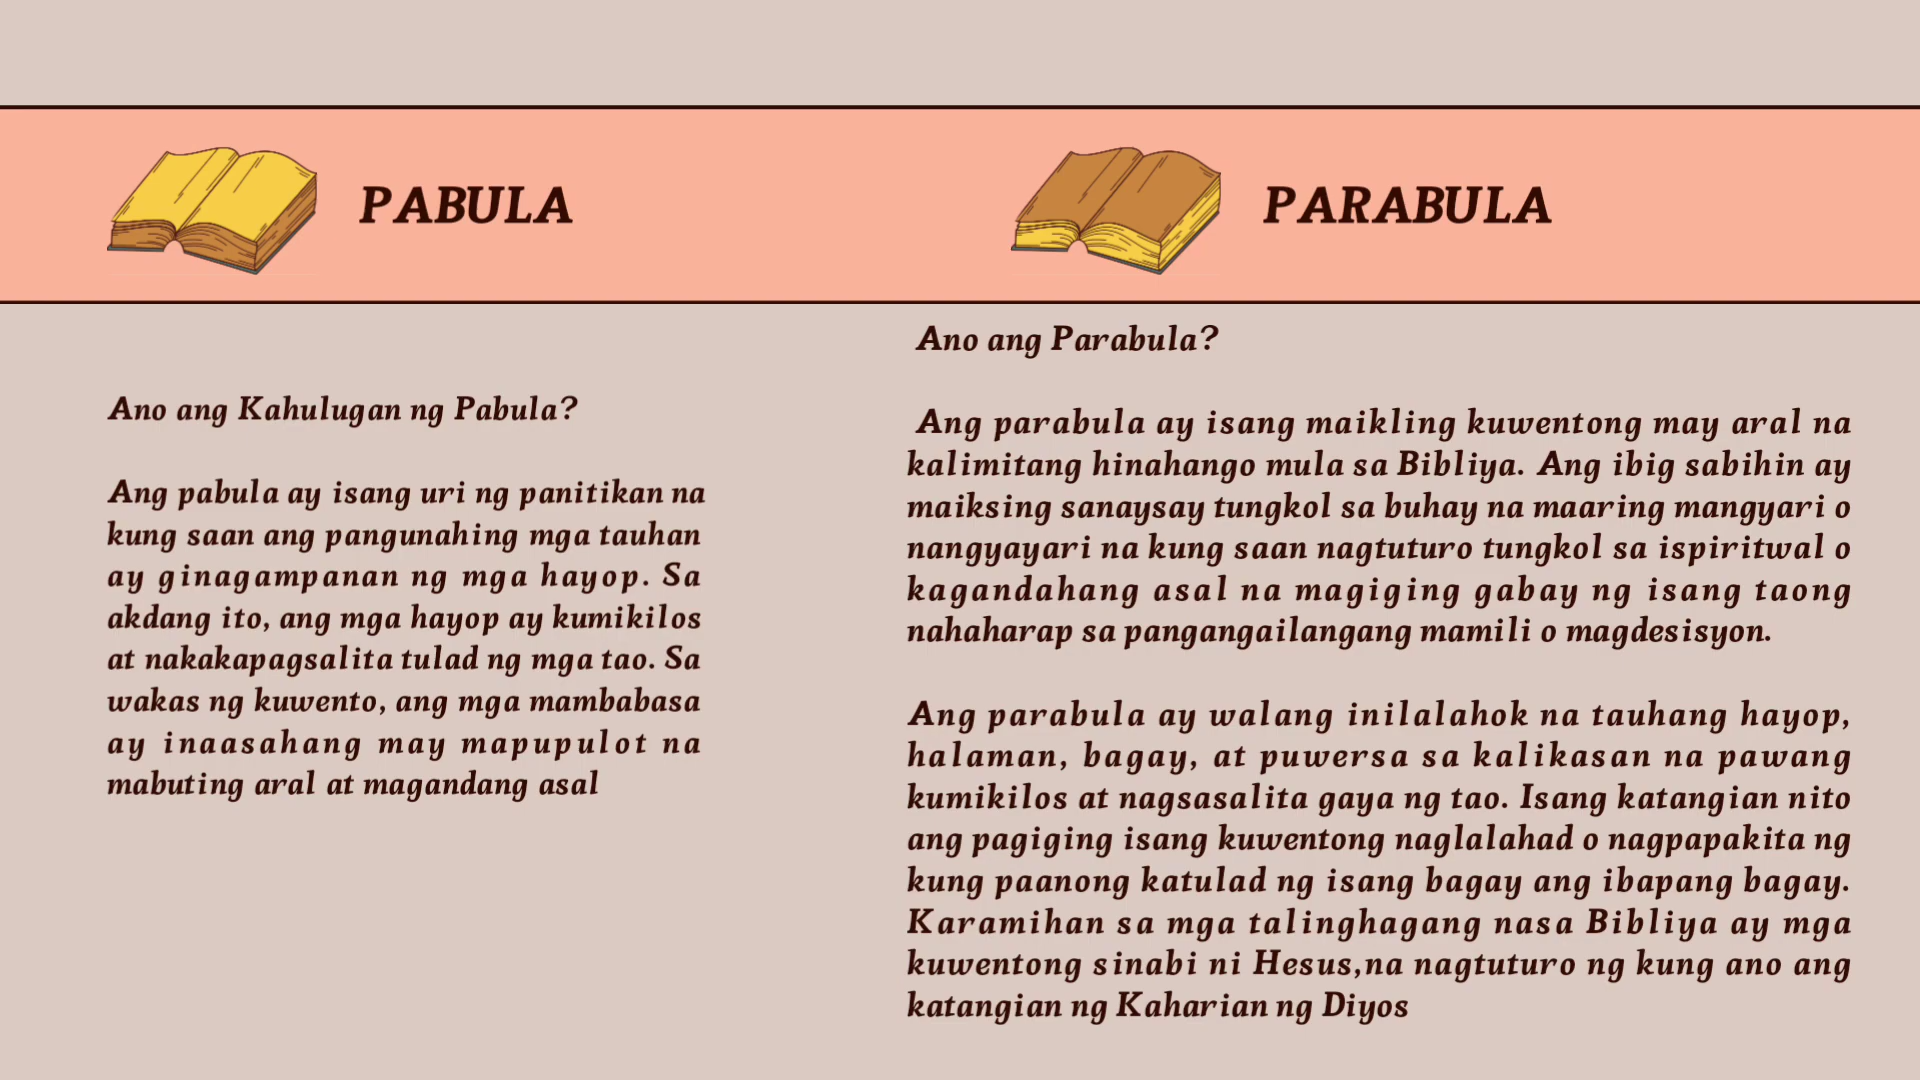 PABULA
Ano ang Kahulugan ng Pabula?
Ang pabula ay isang uri ng panitikan na
kung saan ang pangunahing mga tauhan
ay ginagampanan ng mga hayop. Sa
akdang ito, ang mga hayop ay kumikilos
at nakakapagsalita tulad ng mga tao. Sa
wakas ng kuwento, ang mga mambabasa
ay inaasahang may mapupulot na
mabuting aral at magandang asal
PARABULA
Ano ang Parabula?
Ang parabula ay isang maikling kuwentong may aral na
kalimitang hinahango mula sa Bibliya. Ang ibig sabihin ay
maiksing sanaysay tungkol sa buhay na maaring mangyari o
nangyayari na kung saan nagtuturo tungkol sa ispiritwal o
kagandahang asal na magiging gabay ng isang taong
nahaharap sa pangangailangang mamili o magdesisyon.
Ang parabula ay walang inilalahok na tauhang hayop,
halaman, bagay, at puwersa sa kalikasan na pawang
kumikilos at nagsasalita gaya ng tao. Isang katangian nito
ang pagiging isang kuwentong naglalahad o nagpapakita ng
kung paanong katulad ng isang bagay ang ibapang bagay.
Karamihan sa mga talinghagang nasa Bibliya ay mga
kuwentong sinabi ni Hesus,na nagtuturo ng kung ano ang
katangian ng Kaharian ng Diyos